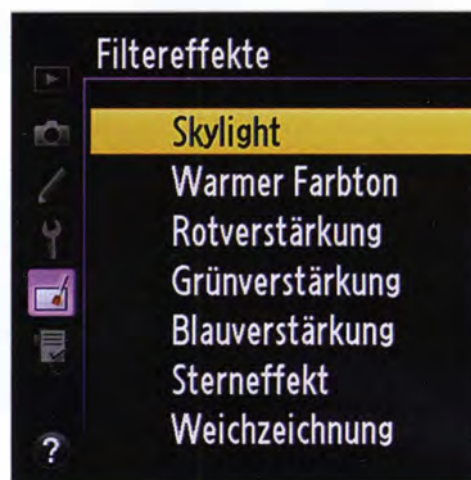 Filtereffekte
Skylight
Warmer Farbton
Rotverstärkung
Grünverstärkung
Blauverstärkung
Sterneffekt
Weichzeichnung
?